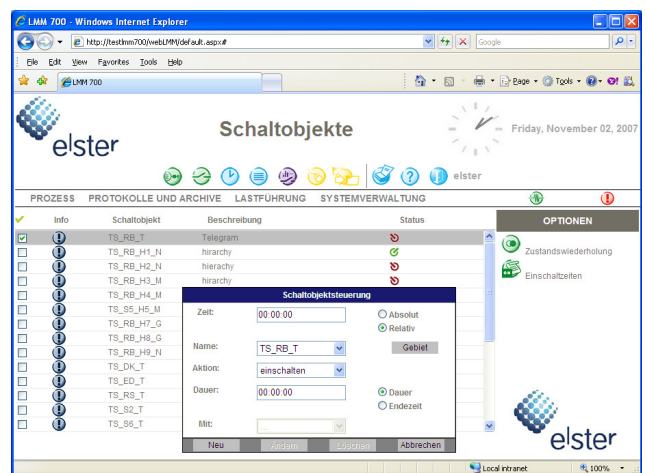 LMM 700 - Windows Internet Explorer
http://testlmm700/webLMM/default.aspx#
Google
File Edit View Favorites Tools Help
LMM 700
Page Tools
elster
Schaltobjekte
Friday, November 02, 2007
elster
PROZESS PROTOKOLLE UND ARCHIVE LASTFÜHRUNG SYSTEMVERWALTUNG
Info Schaltobjekt Beschreibung Status
OPTIONEN
TS_RB_T Telegram
Zustandswiederholung
TS_RB_H1_N hirarchy
TS_RB_H2_N hierachy
Einschaltzeiten
TS_RB_H3_M hirarchy
TS_RB_H4_M
TS_S5_H5_M
TS_RB_H7_G
TS_RB_H8_G
TS_RB_H9_N
TS_DK_T
TS_ED_T
TS_RS_T
TS_S2_T
TS_S6_T
Schaltobjektsteuerung
Zeit: 00:00:00 Absolut
Relativ
Name: TS_RB_T Gebiet
Aktion: einschalten
Dauer: 00:00:00 Dauer
Endezeit
Mit: ...
Neu Ändern Löschen Abbrechen
elster
Local intranet 100%